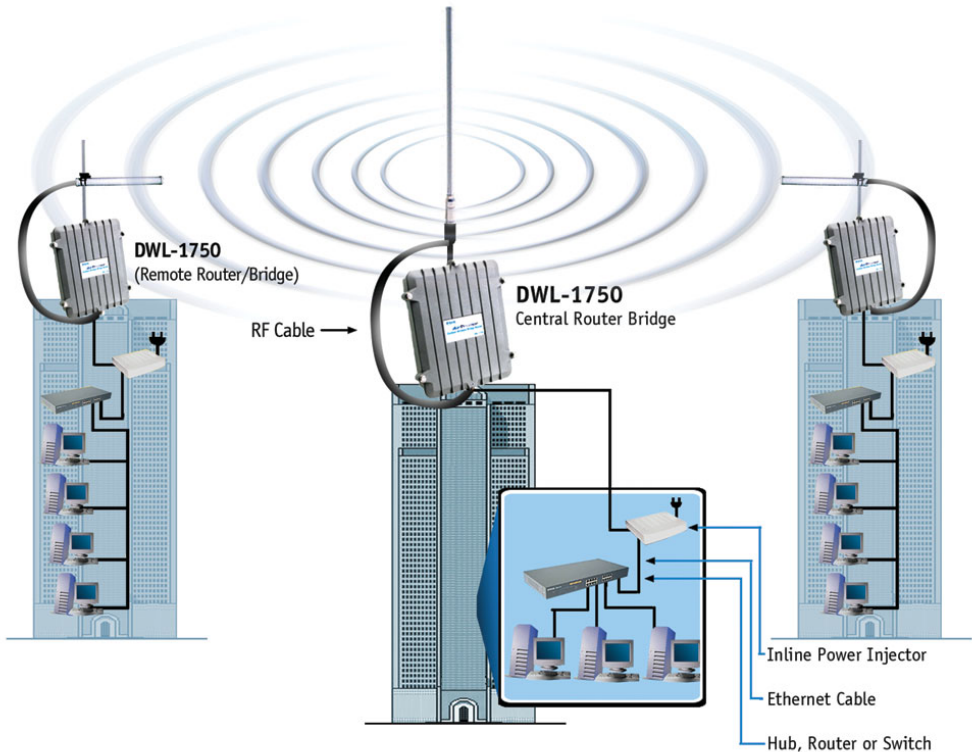 DWL-1750
(Remote Router/Bridge)
RF Cable
DWL-1750
Central Router Bridge
Inline Power Injector
Ethernet Cable
Hub, Router or Switch